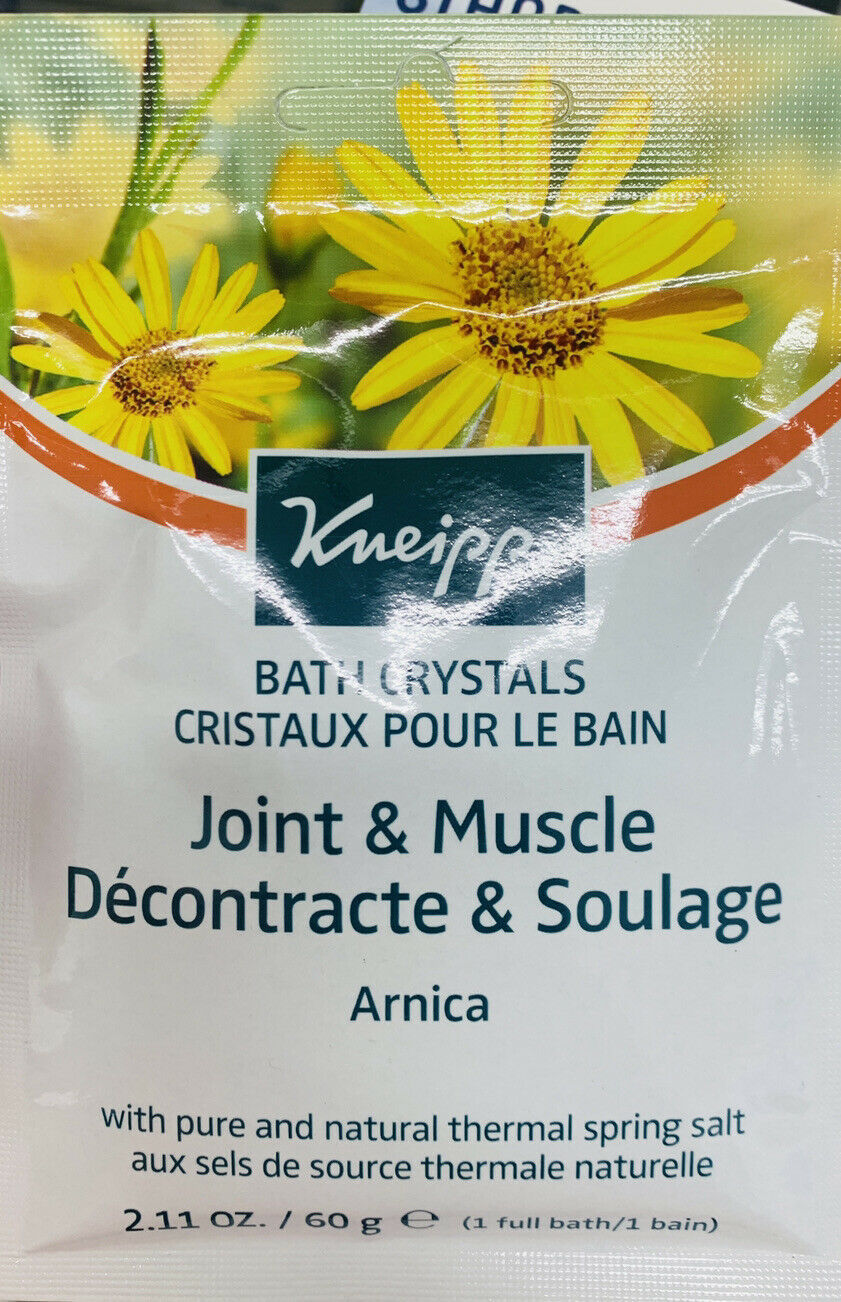 Kneipp
BATH CRYSTALS
CRISTAUX POUR LE BAIN
Joint & Muscle
Décontracte & Soulage
Arnica
with pure and natural thermal spring salt
aux sels de source thermale naturelle
2.11 OZ. / 60 g ℮ (1 full bath/1 bain)